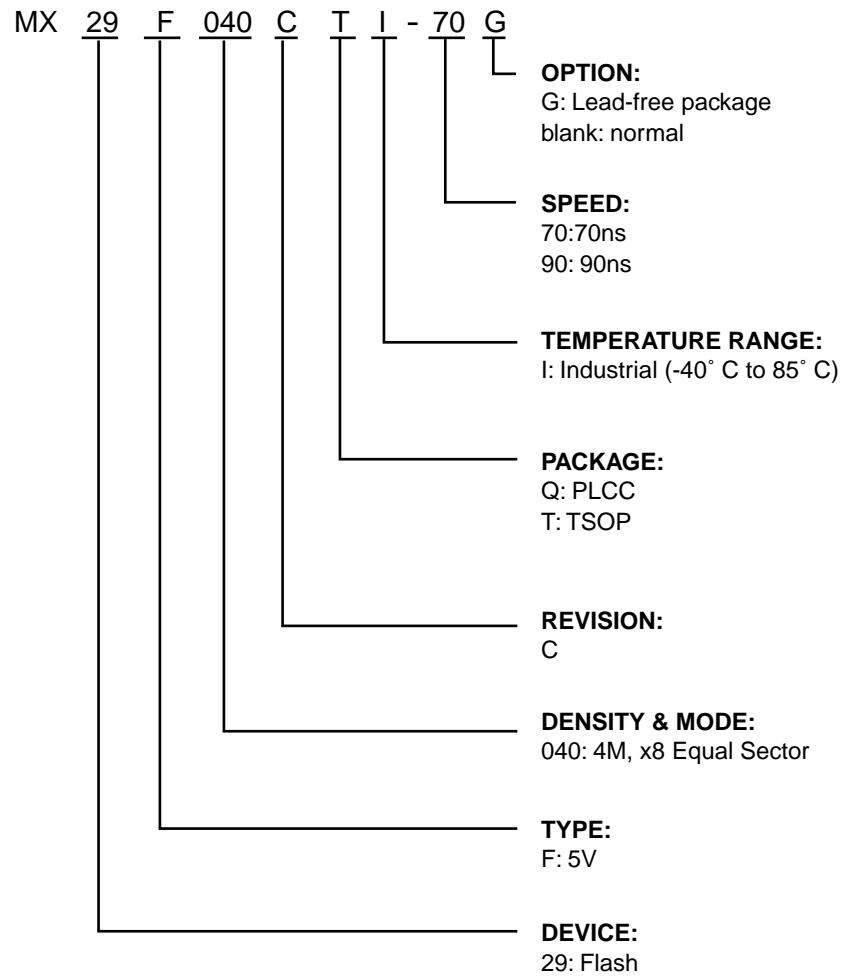 MX 29 F 040 C T I - 70 G
OPTION:
G: Lead-free package
blank: normal
SPEED:
70:70ns
90: 90ns
TEMPERATURE RANGE:
I: Industrial (-40˚ C to 85˚ C)
PACKAGE:
Q: PLCC
T: TSOP
REVISION:
C
DENSITY & MODE:
040: 4M, x8 Equal Sector
TYPE:
F: 5V
DEVICE:
29: Flash